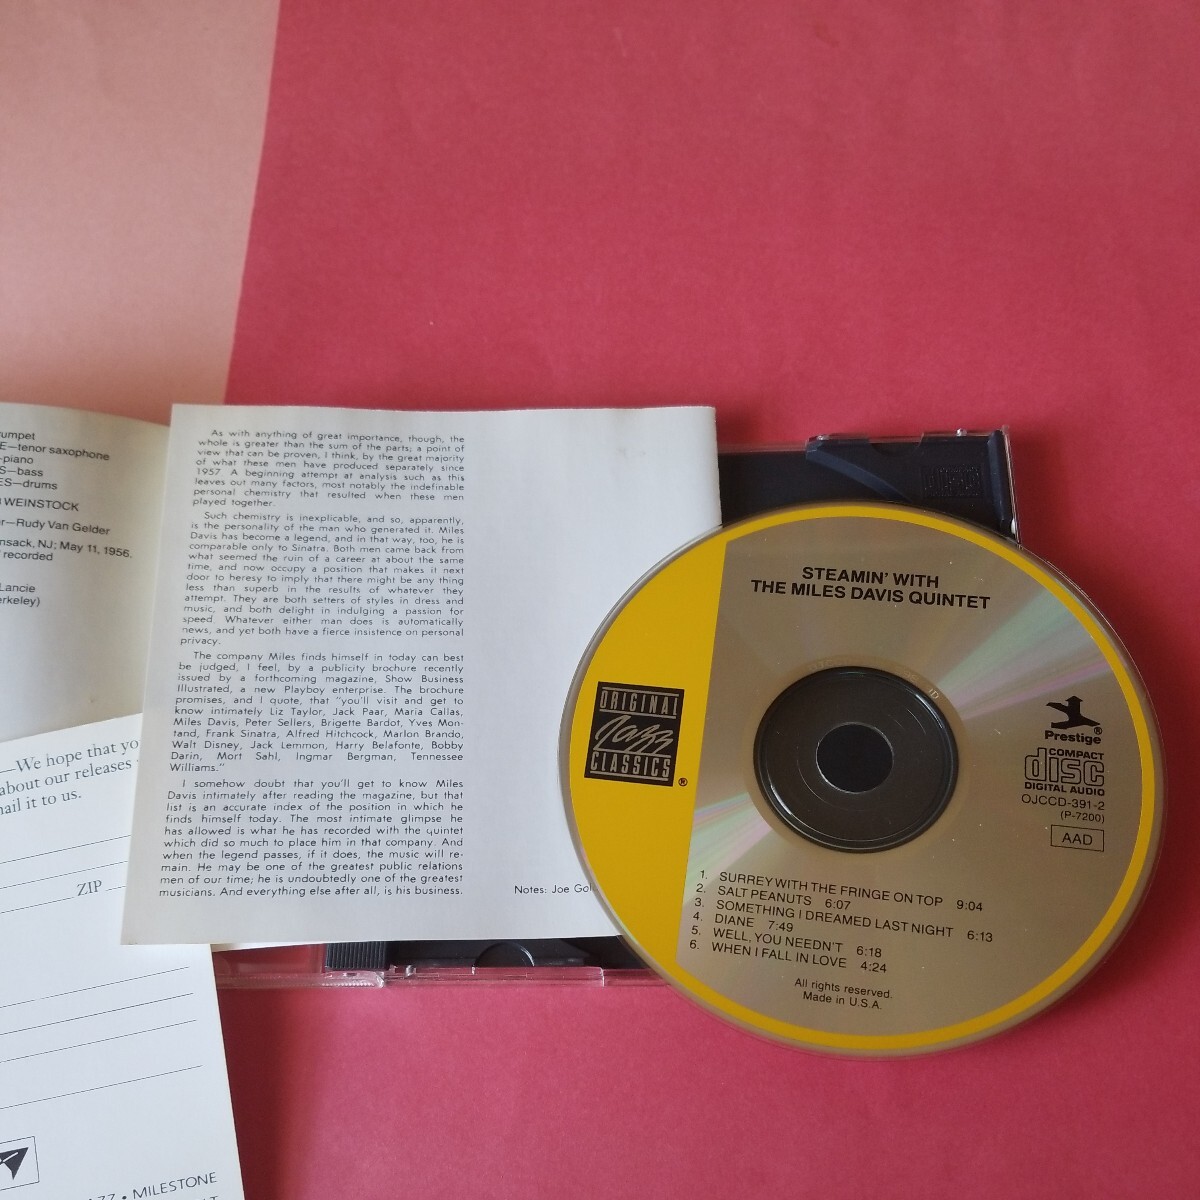 umpet
E—tenor saxophone
-piano
S—bass
ES—drums
WEINSTOCK
r—Rudy Van Gelder
nsack, NJ; May 11, 1956.
recorded
Lancie
erkeley)
As with anything of great importance, though, the
whole is greater than the sum of the parts; a point of
view that can be proven, I think, by the great majority
of what these men have produced separately since
1957. A beginning attempt at analysis such as this
leaves out many factors, most notably the indefinable
personal chemistry that resulted when these men
played together.
Such chemistry is inexplicable, and so, apparently,
is the personality of the man who generated it. Miles
Davis has become a legend, and in that way, too, he is
comparable only to Sinatra. Both men came back from
what seemed the ruin of a career at about the same
time, and now occupy a position that makes it next
door to heresy to imply that there might be any thing
less than superb in the results of whatever they
attempt. They are both setters of styles in dress and
music, and both delight in indulging a passion for
speed. Whatever either man does is automatically
news, and yet both have a fierce insistence on personal
privacy.
The company Miles finds himself in today can best
be judged, I feel, by a publicity brochure recently
issued by a forthcoming magazine, Show Business
Illustrated, a new Playboy enterprise. The brochure
promises, and I quote, that "you'll visit and get to
know intimately Liz Taylor, Jack Paar, Maria Callas,
Miles Davis, Peter Sellers, Brigette Bardot, Yves Mon-
tand, Frank Sinatra, Alfred Hitchcock, Marlon Brando,
Walt Disney, Jack Lemmon, Harry Belafonte, Bobby
Darin, Mort Sahl, Ingmar Bergman, Tennessee
Williams."
I somehow doubt that you'll get to know Miles
Davis intimately after reading the magazine, but that
list is an accurate index of the position in which he
finds himself today. The most intimate glimpse he
has allowed is what he has recorded with the quintet
which did so much to place him in that company. And
when the legend passes, if it does, the music will re-
main. He may be one of the greatest public relations
men of our time; he is undoubtedly one of the greatest
musicians. And everything else after all, is his business.
Notes: Joe Gol
—We hope that yo
about our releases
nail it to us.
ZIP
ZZ • MILESTONE
LT
STEAMIN' WITH
THE MILES DAVIS QUINTET
ORIGINAL
Jazz
CLASSICS®
Prestige®
COMPACT
disc
DIGITAL AUDIO
OJCCD-391-2
(P-7200)
AAD
1. SURREY WITH THE FRINGE ON TOP 9:04
2. SALT PEANUTS 6:07
3. SOMETHING I DREAMED LAST NIGHT 6:13
4. DIANE 7:49
5. WELL, YOU NEEDN'T 6:18
6. WHEN I FALL IN LOVE 4:24
All rights reserved.
Made in U.S.A.